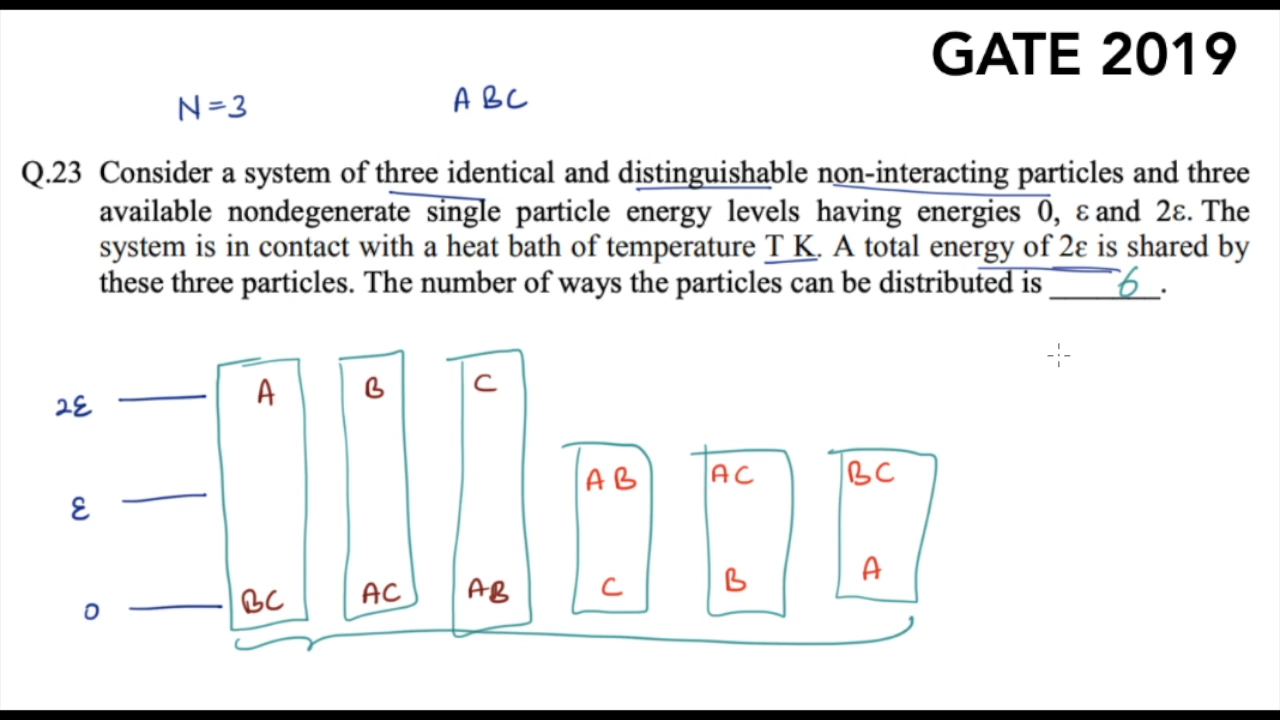 GATE 2019
N=3 ABC
Q.23 Consider a system of three identical and distinguishable non-interacting particles and three
available nondegenerate single particle energy levels having energies 0, ε and 2ε. The
system is in contact with a heat bath of temperature T K. A total energy of 2ε is shared by
these three particles. The number of ways the particles can be distributed is 6.
2ε A B C
ε AB AC BC
0 BC AC AB C B A